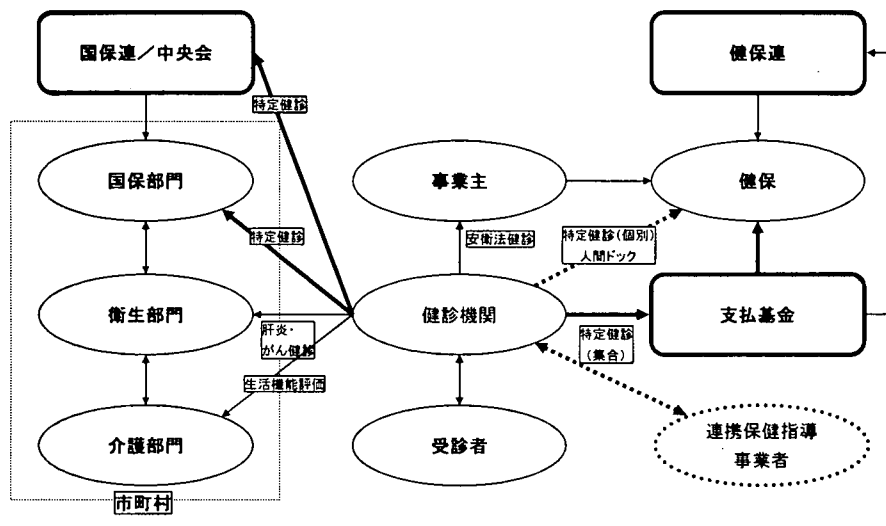 国保連／中央会
健保連
特定健診
国保部門
事業主
健保
特定健診
安衛法健診
特定健診(個別)
人間ドック
衛生部門
健診機関
支払基金
肝炎・
がん健診
特定健診
(集合)
生活機能評価
介護部門
受診者
連携保健指導
事業者
市町村